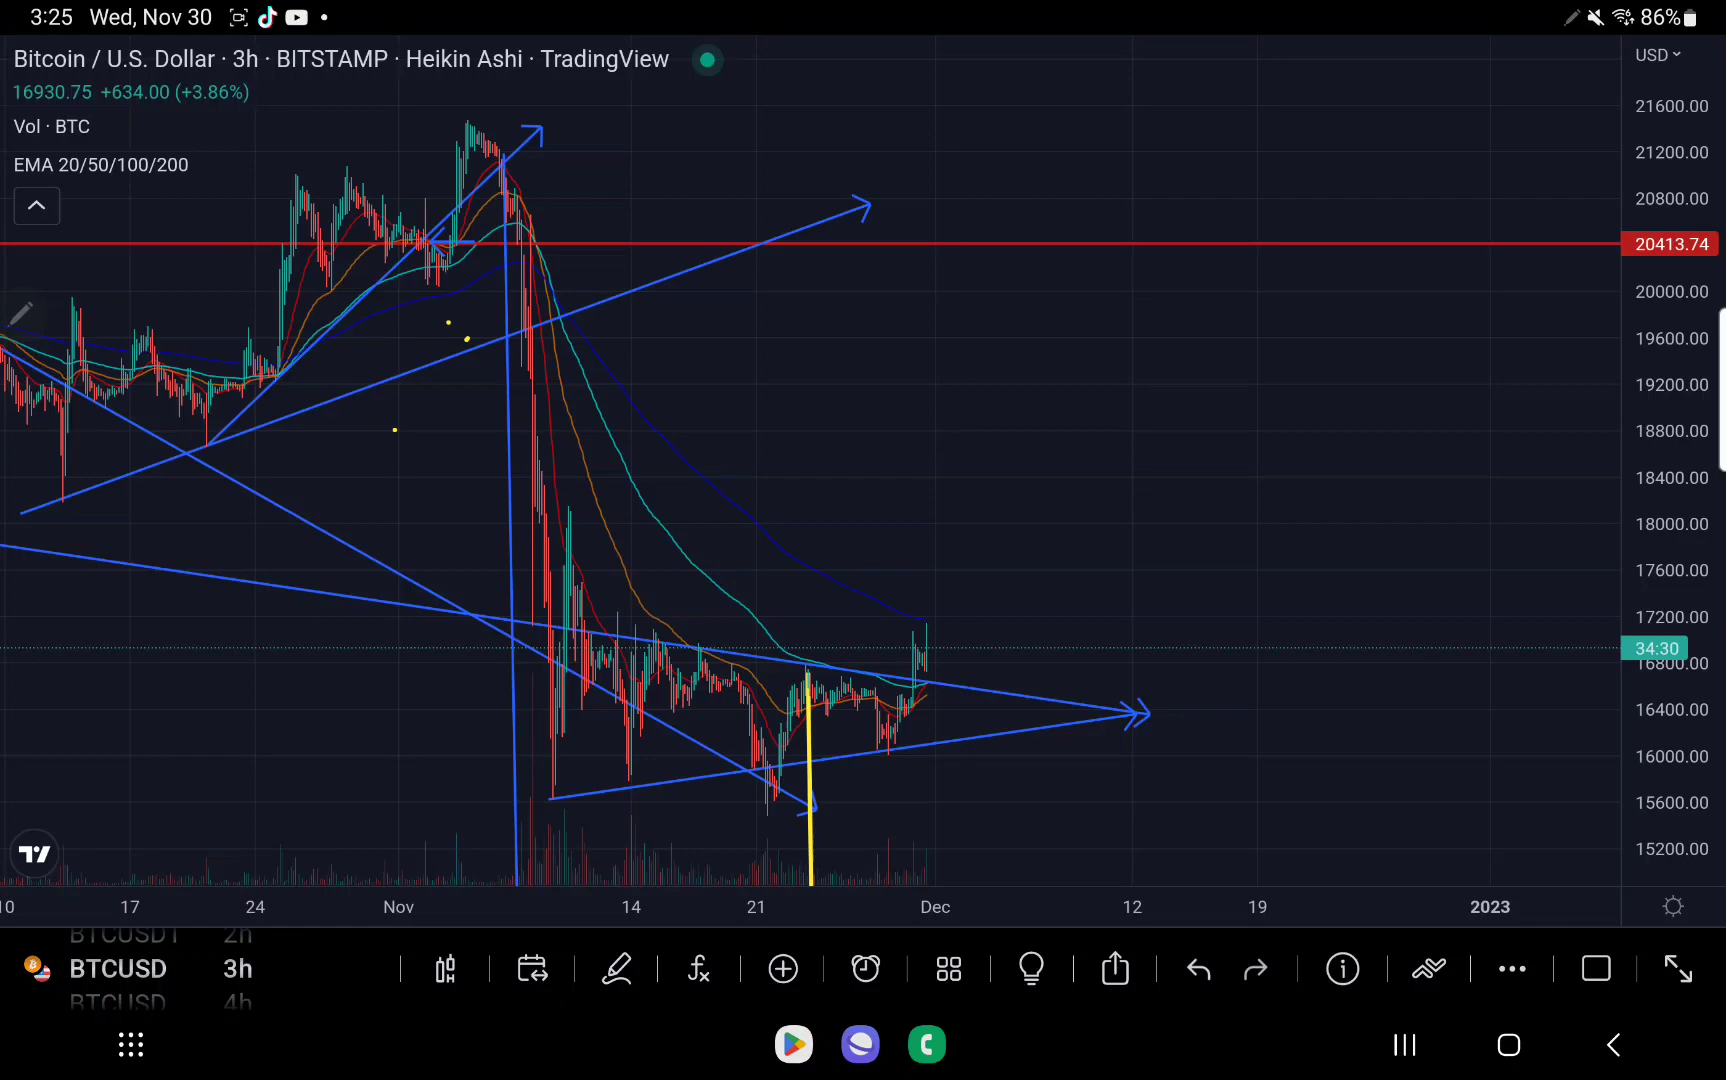 3:25 Wed, Nov 30 86%
Bitcoin / U.S. Dollar · 3h · BITSTAMP · Heikin Ashi · TradingView USD
16930.75 +634.00 (+3.86%)
21600.00
Vol · BTC
21200.00
EMA 20/50/100/200
20800.00
20413.74
20000.00
19600.00
19200.00
18800.00
18400.00
18000.00
17600.00
17200.00
34:30
16800.00
16400.00
16000.00
15600.00
15200.00
10 17 24 Nov 14 21 Dec 12 19 2023
BTCUSDT 2h
BTCUSD 3h
BTCUSD 4h